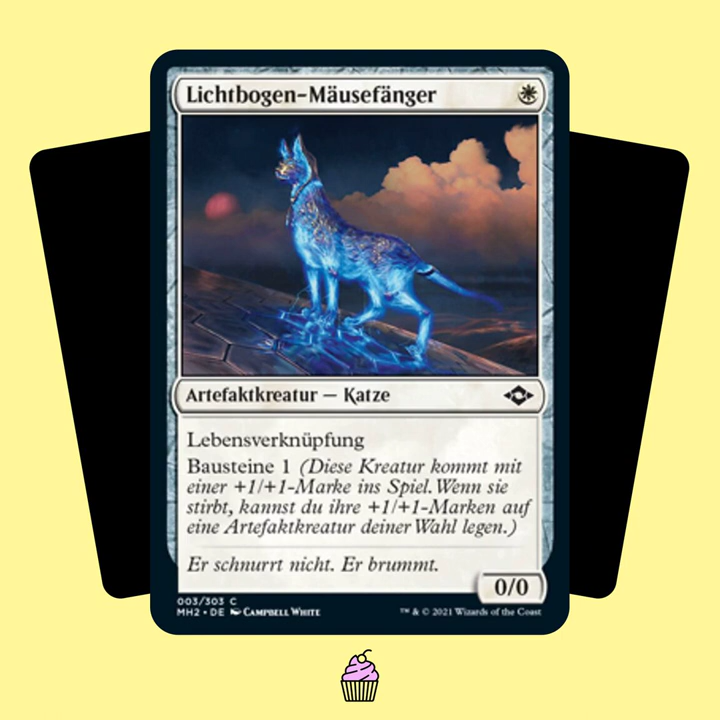 Lichtbogen-Mäusefänger
Artefaktkreatur — Katze
Lebensverknüpfung
Bausteine 1 (Diese Kreatur kommt mit
einer +1/+1-Marke ins Spiel. Wenn sie
stirbt, kannst du ihre +1/+1-Marken auf
eine Artefaktkreatur deiner Wahl legen.)
Er schnurrt nicht. Er brummt.
0/0
003/303 C
MH2 • DE CAMPBELL WHITE
™ & © 2021 Wizards of the Coast